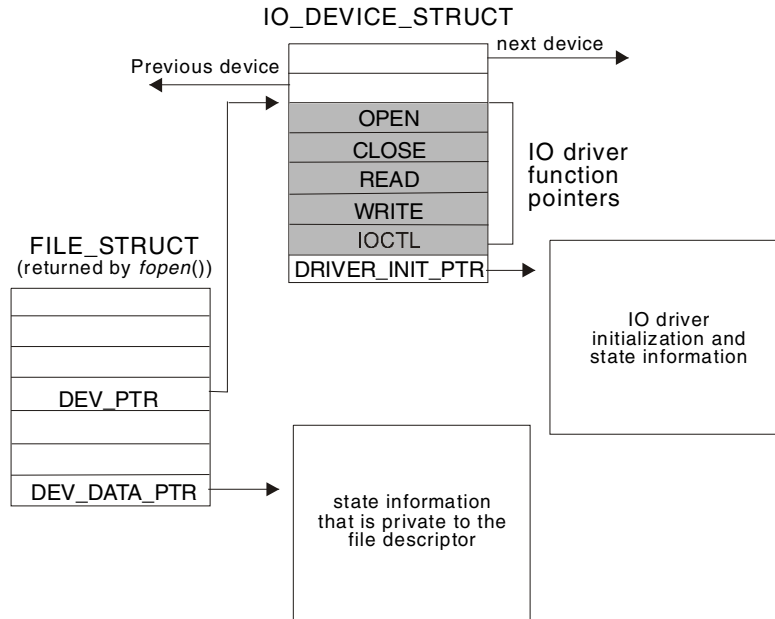 IO_DEVICE_STRUCT
next device
Previous device
OPEN
CLOSE
READ
WRITE
IOCTL
DRIVER_INIT_PTR
IO driver
function
pointers
FILE_STRUCT
(returned by fopen())
DEV_PTR
DEV_DATA_PTR
IO driver
initialization and
state information
state information
that is private to the
file descriptor